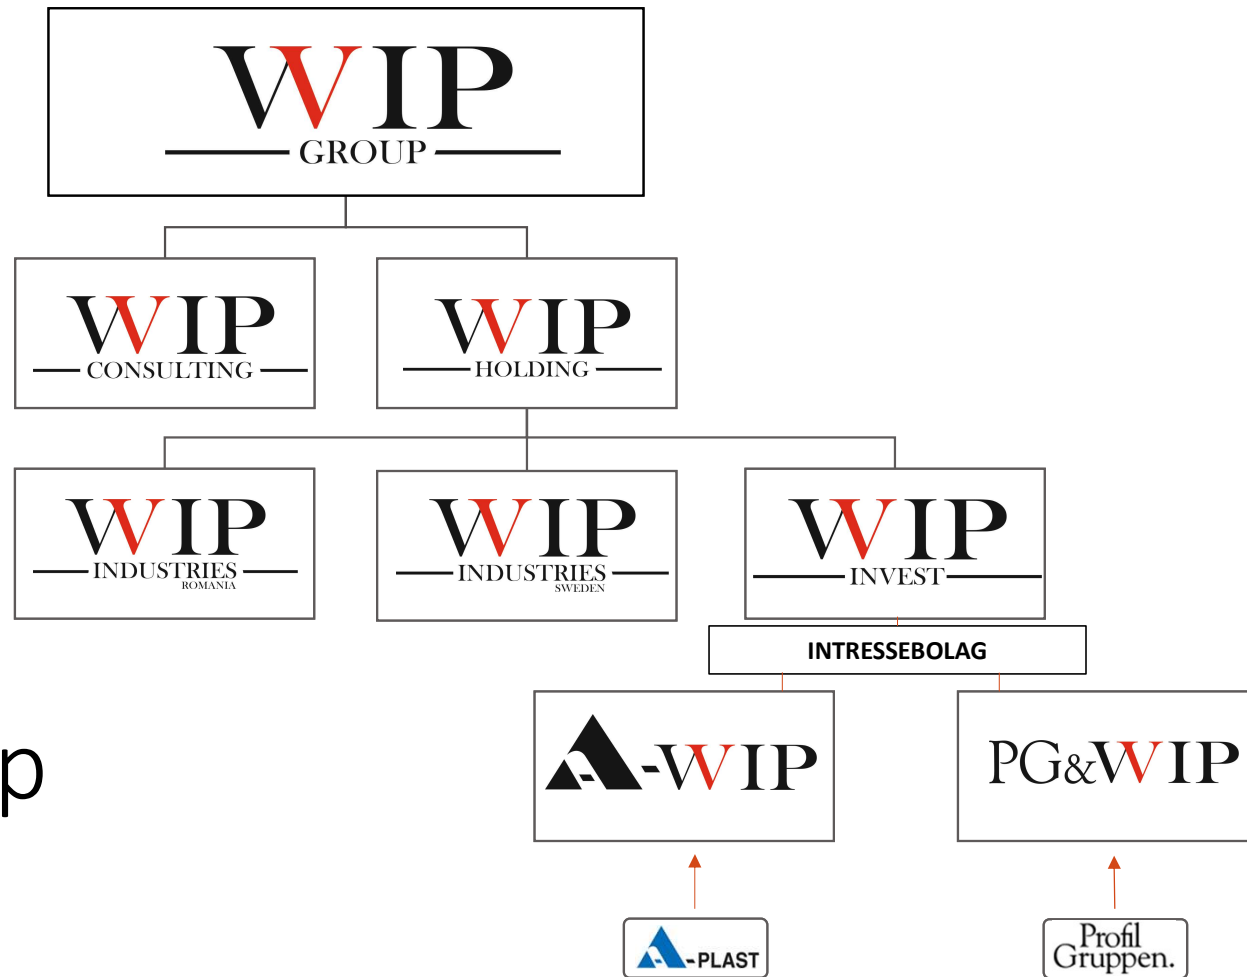 WIP
GROUP
WIP
CONSULTING
WIP
HOLDING
WIP
INDUSTRIES
ROMANIA
WIP
INDUSTRIES
SWEDEN
WIP
INVEST
INTRESSEBOLAG
A-WIP
PG&WIP
p
A-PLAST
Profil
Gruppen.